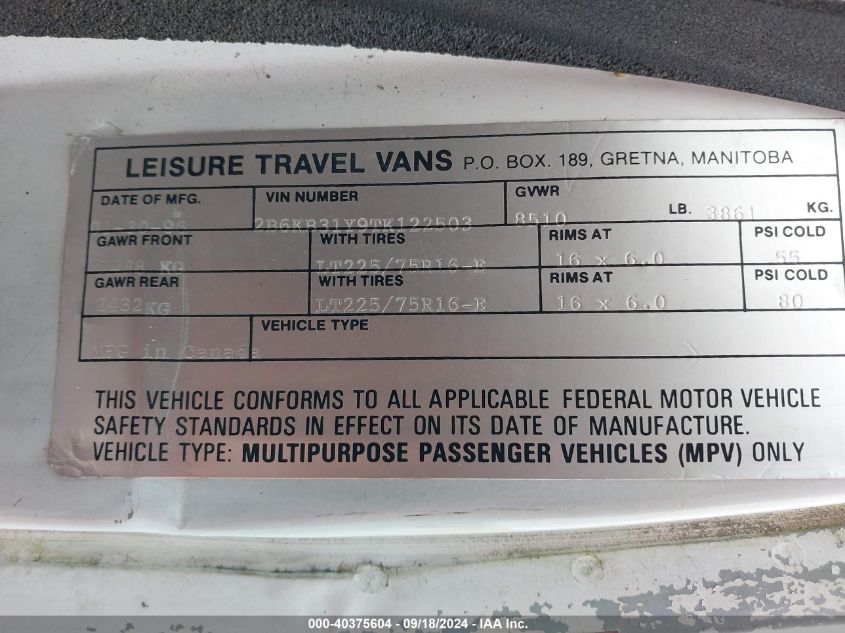 LEISURE TRAVEL VANS P.O. BOX. 189, GRETNA, MANITOBA
DATE OF MFG. VIN NUMBER GVWR
2B6KB31Y9TK122503 8510 LB. 3861 KG.
GAWR FRONT WITH TIRES RIMS AT PSI COLD
KG LT225/75R16-E 16 x 6.0 55
GAWR REAR WITH TIRES RIMS AT PSI COLD
2432KG LT225/75R16-E 16 x 6.0 80
VEHICLE TYPE
MFG in Canada
THIS VEHICLE CONFORMS TO ALL APPLICABLE FEDERAL MOTOR VEHICLE
SAFETY STANDARDS IN EFFECT ON ITS DATE OF MANUFACTURE.
VEHICLE TYPE: MULTIPURPOSE PASSENGER VEHICLES (MPV) ONLY
000-40375604 - 09/18/2024 - IAA Inc.